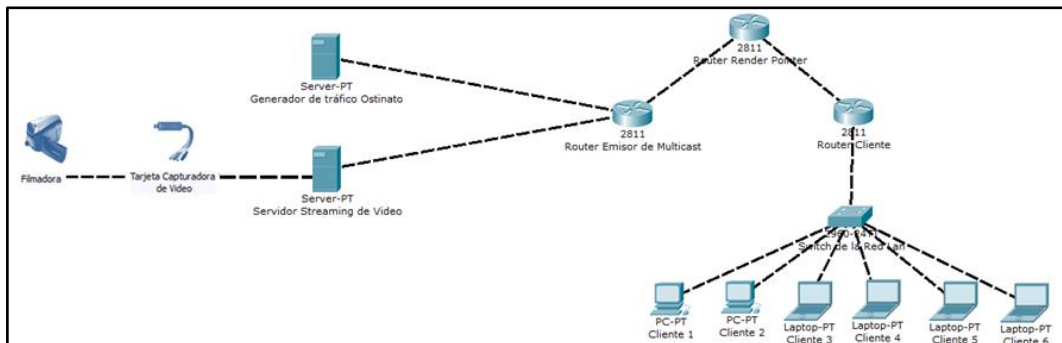 2811
Router Render Pointer
Server-PT
Generador de tráfico Ostinato
2811
Router Emisor de Multicast
2811
Router Cliente
Filmadora
Tarjeta Capturadora
de Video
Server-PT
Servidor Streaming de Video
2960-24TT
Switch de la Red Lan
PC-PT
Cliente 1
PC-PT
Cliente 2
Laptop-PT
Cliente 3
Laptop-PT
Cliente 4
Laptop-PT
Cliente 5
Laptop-PT
Cliente 6